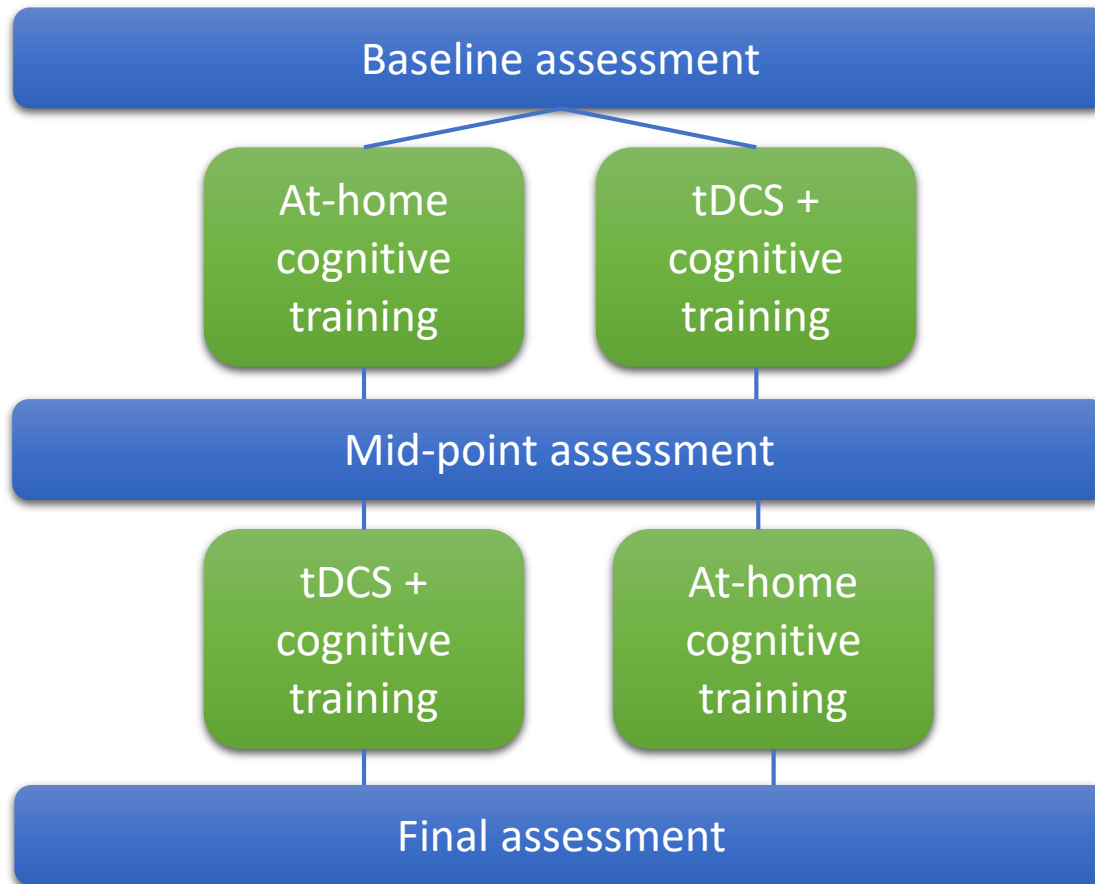 Baseline assessment
At-home
cognitive
training
tDCS +
cognitive
training
Mid-point assessment
tDCS +
cognitive
training
At-home
cognitive
training
Final assessment